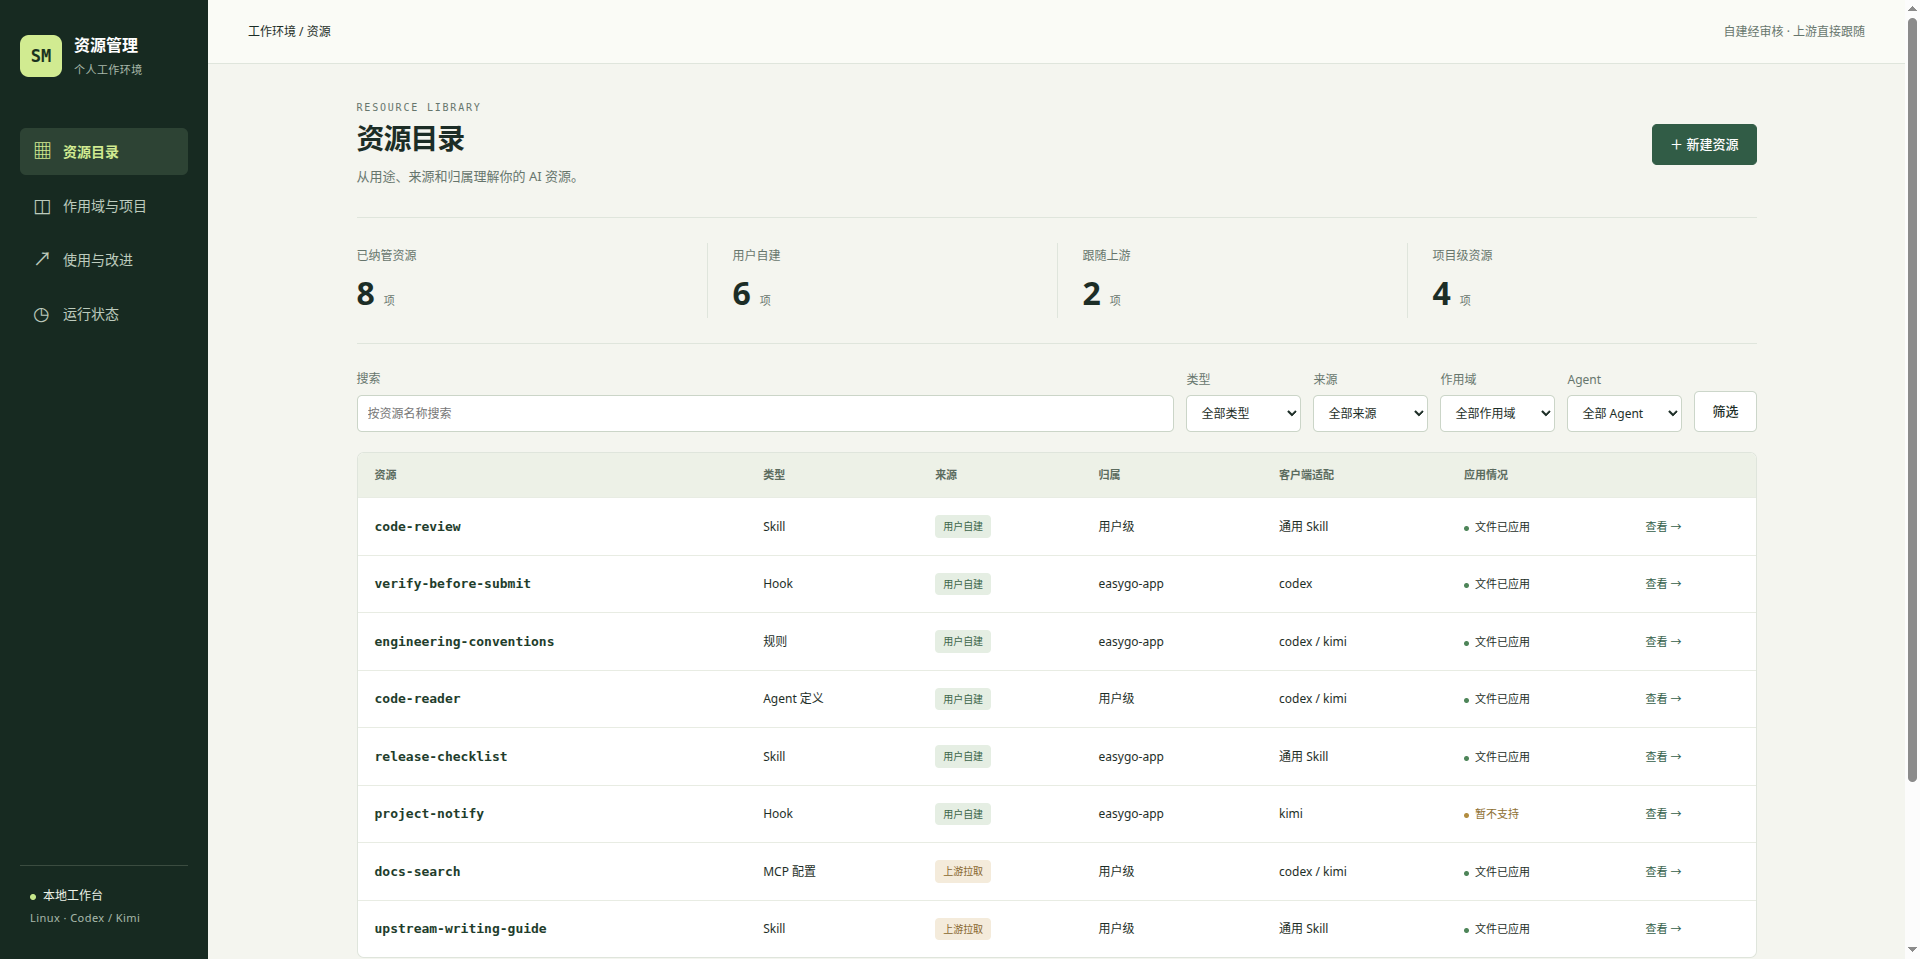 SM
资源管理
个人工作环境
资源目录
作用域与项目
使用与改进
运行状态
本地工作台
Linux · Codex / Kimi
工作环境 / 资源
自建经审核 · 上游直接跟随
RESOURCE LIBRARY
资源目录
从用途、来源和归属理解你的 AI 资源。
＋ 新建资源
已纳管资源
8 项
用户自建
6 项
跟随上游
2 项
项目级资源
4 项
搜索
按资源名称搜索
类型
全部类型
来源
全部来源
作用域
全部作用域
Agent
全部 Agent
筛选
资源 类型 来源 归属 客户端适配 应用情况
code-review Skill 用户自建 用户级 通用 Skill 文件已应用 查看 →
verify-before-submit Hook 用户自建 easygo-app codex 文件已应用 查看 →
engineering-conventions 规则 用户自建 easygo-app codex / kimi 文件已应用 查看 →
code-reader Agent 定义 用户自建 用户级 codex / kimi 文件已应用 查看 →
release-checklist Skill 用户自建 easygo-app 通用 Skill 文件已应用 查看 →
project-notify Hook 用户自建 easygo-app kimi 暂不支持 查看 →
docs-search MCP 配置 上游拉取 用户级 codex / kimi 文件已应用 查看 →
upstream-writing-guide Skill 上游拉取 用户级 通用 Skill 文件已应用 查看 →